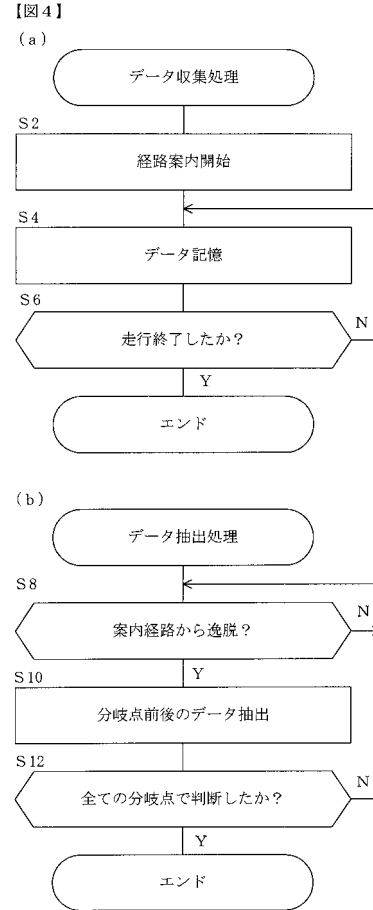 【図４】
（ａ）
データ収集処理
Ｓ２
経路案内開始
Ｓ４
データ記憶
Ｓ６
走行終了したか？
Ｎ
Ｙ
エンド
（ｂ）
データ抽出処理
Ｓ８
案内経路から逸脱？
Ｎ
Ｙ
Ｓ１０
分岐点前後のデータ抽出
Ｓ１２
全ての分岐点で判断したか？
Ｎ
Ｙ
エンド